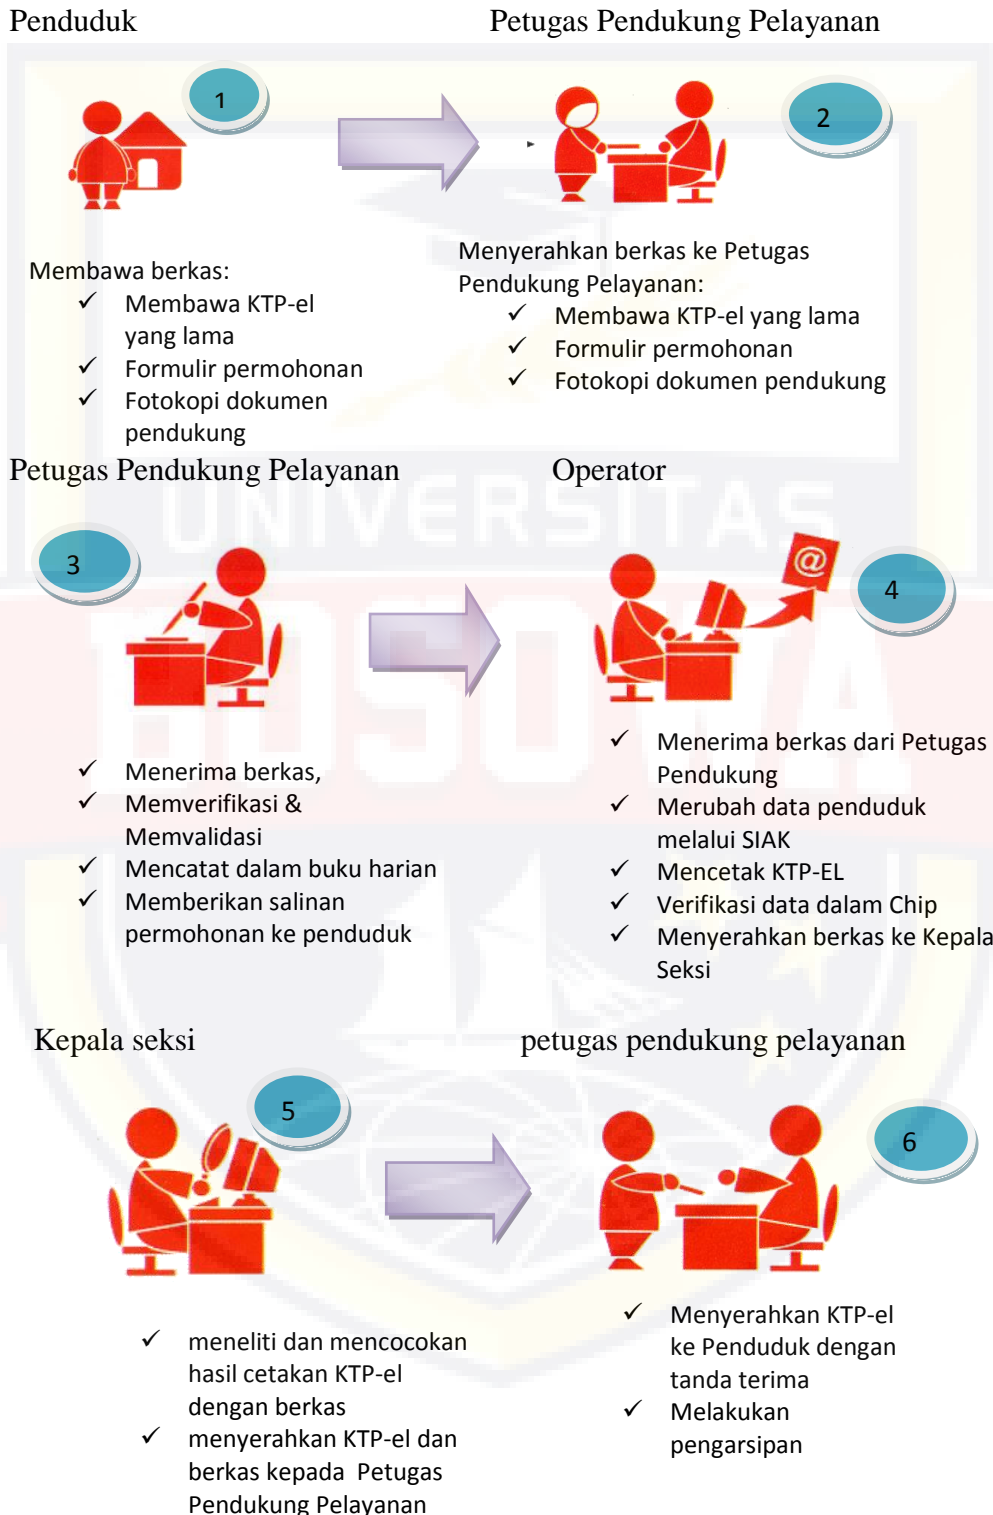 Penduduk
Petugas Pendukung Pelayanan
1
2
Membawa berkas:
✓ Membawa KTP-el
yang lama
✓ Formulir permohonan
✓ Fotokopi dokumen
pendukung
Menyerahkan berkas ke Petugas
Pendukung Pelayanan:
✓ Membawa KTP-el yang lama
✓ Formulir permohonan
✓ Fotokopi dokumen pendukung
Petugas Pendukung Pelayanan
Operator
UNIVERSITAS
BOSOWA
3
@
4
✓ Menerima berkas,
✓ Memverifikasi &
Memvalidasi
✓ Mencatat dalam buku harian
✓ Memberikan salinan
permohonan ke penduduk
✓ Menerima berkas dari Petugas
Pendukung
✓ Merubah data penduduk
melalui SIAK
✓ Mencetak KTP-EL
✓ Verifikasi data dalam Chip
✓ Menyerahkan berkas ke Kepala
Seksi
Kepala seksi
petugas pendukung pelayanan
5
6
✓ meneliti dan mencocokan
hasil cetakan KTP-el
dengan berkas
✓ menyerahkan KTP-el dan
berkas kepada Petugas
Pendukung Pelayanan
✓ Menyerahkan KTP-el
ke Penduduk dengan
tanda terima
✓ Melakukan
pengarsipan